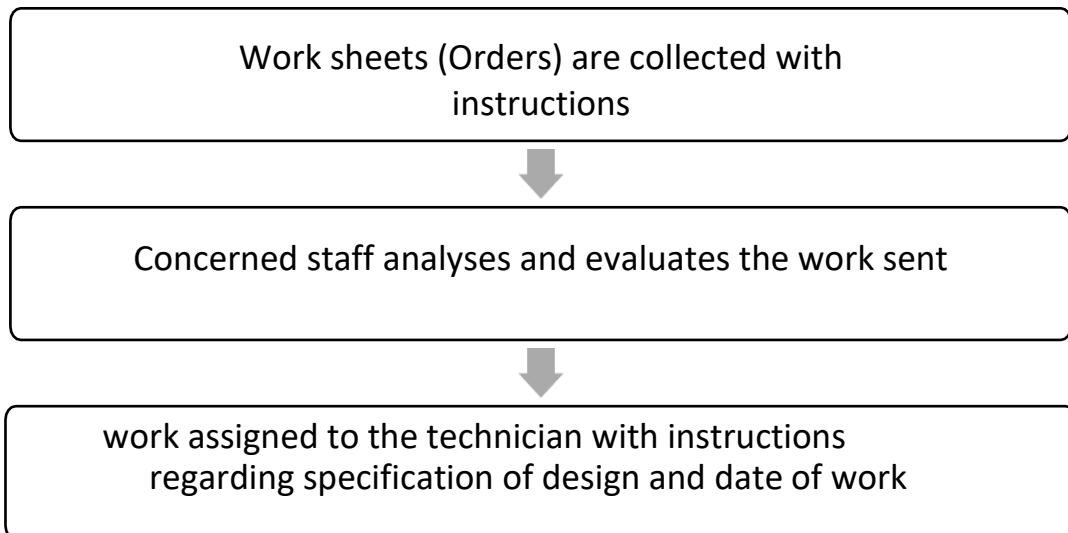 Work sheets (Orders) are collected with
instructions
Concerned staff analyses and evaluates the work sent
work assigned to the technician with instructions
regarding specification of design and date of work